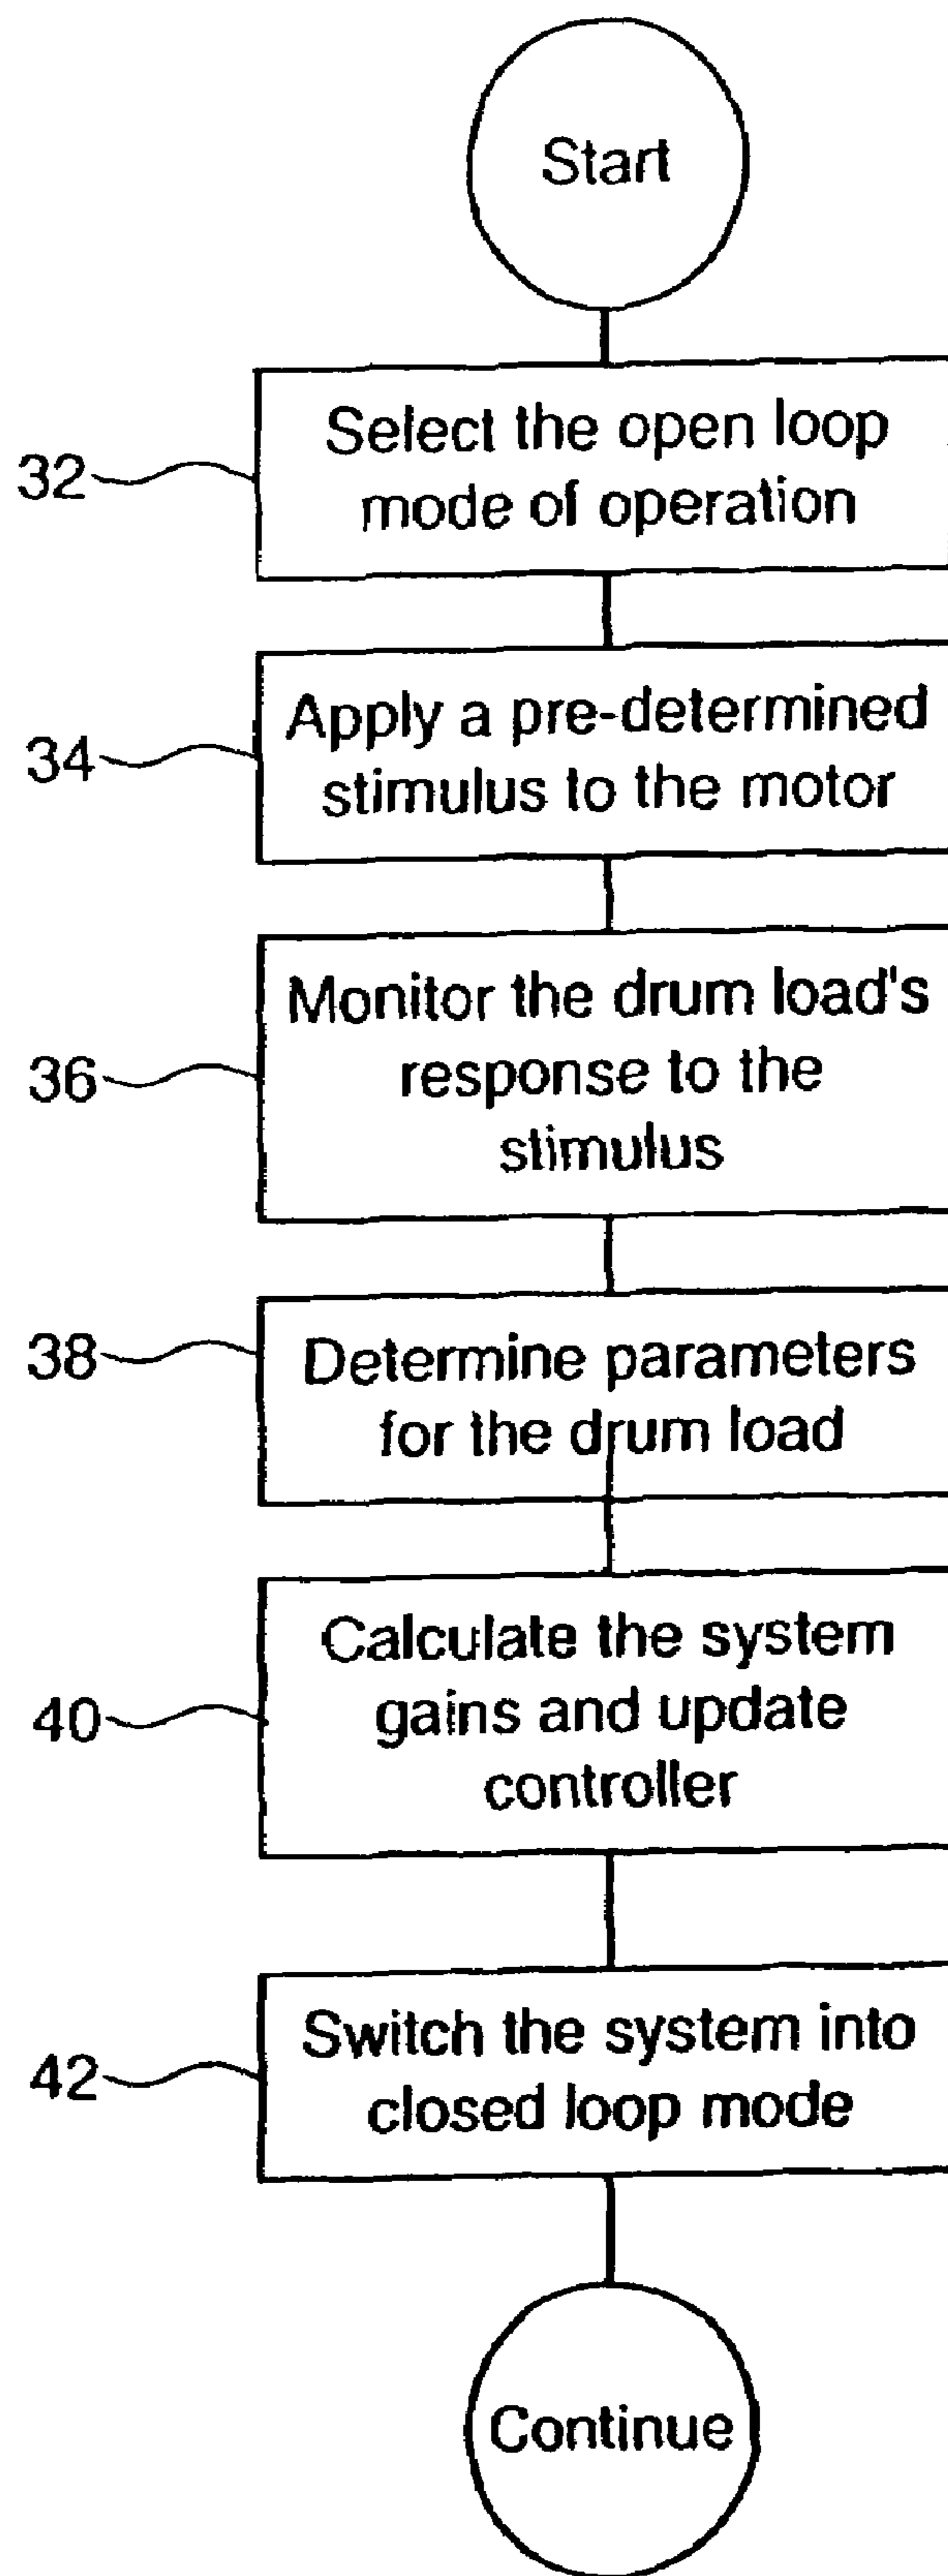 Start
32
Select the open loop
mode of operation
34
Apply a pre-determined
stimulus to the motor
36
Monitor the drum load's
response to the
stimulus
38
Determine parameters
for the drum load
40
Calculate the system
gains and update
controller
42
Switch the system into
closed loop mode
Continue